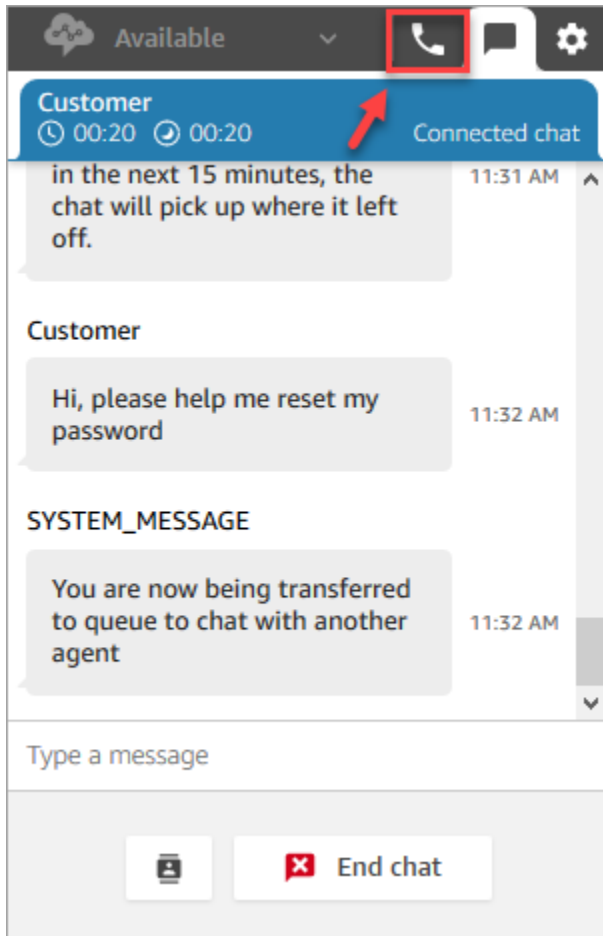 Available
Customer
00:20 00:20 Connected chat
in the next 15 minutes, the 11:31 AM
chat will pick up where it left
off.
Customer
Hi, please help me reset my
password
11:32 AM
SYSTEM_MESSAGE
You are now being transferred
to queue to chat with another 11:32 AM
agent
Type a message
End chat